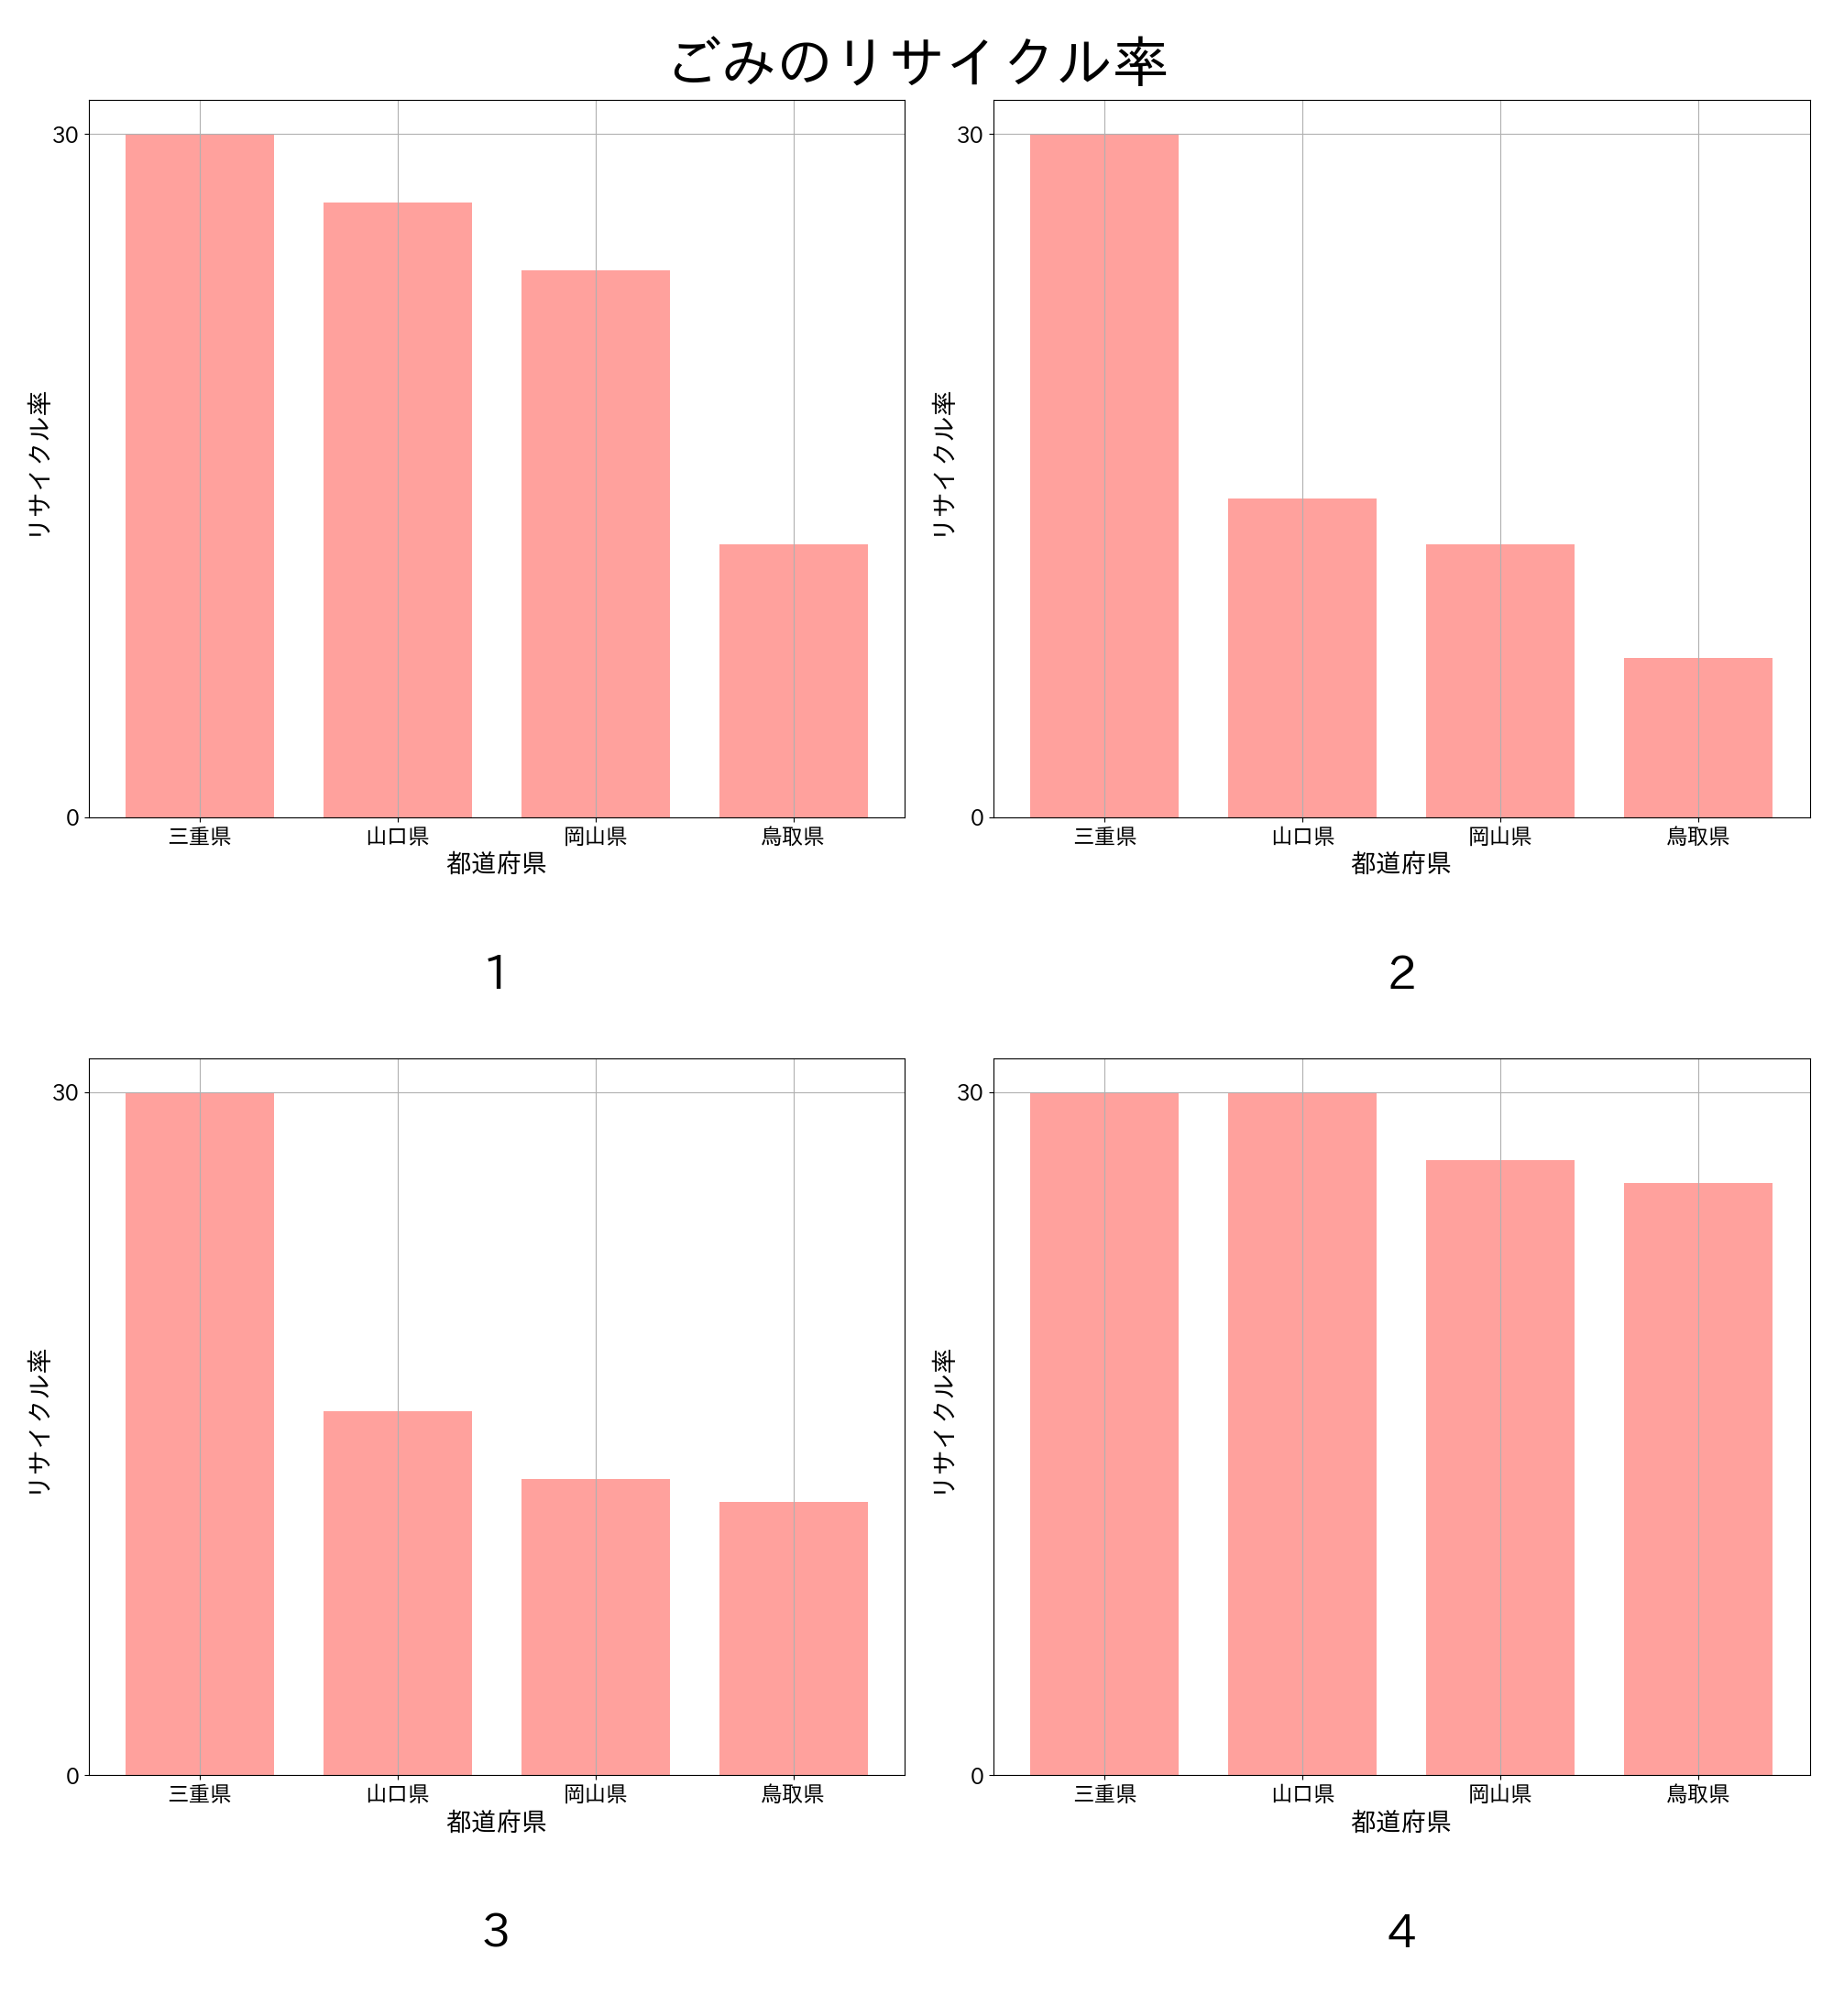 ごみのリサイクル率
30
0
リサイクル率
三重県 山口県 岡山県 鳥取県
都道府県
1
30
0
リサイクル率
三重県 山口県 岡山県 鳥取県
都道府県
2
30
0
リサイクル率
三重県 山口県 岡山県 鳥取県
都道府県
3
30
0
リサイクル率
三重県 山口県 岡山県 鳥取県
都道府県
4